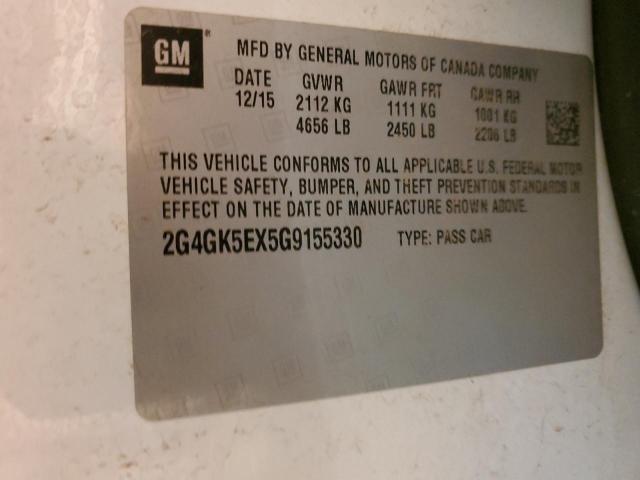 GM ®
MFD BY GENERAL MOTORS OF CANADA COMPANY
DATE GVWR GAWR FRT GAWR RR
12/15 2112 KG 1111 KG 1001 KG
4656 LB 2450 LB 2206 LB
THIS VEHICLE CONFORMS TO ALL APPLICABLE U.S. FEDERAL MOTOR
VEHICLE SAFETY, BUMPER, AND THEFT PREVENTION STANDARDS IN
EFFECT ON THE DATE OF MANUFACTURE SHOWN ABOVE.
2G4GK5EX5G9155330 TYPE: PASS CAR